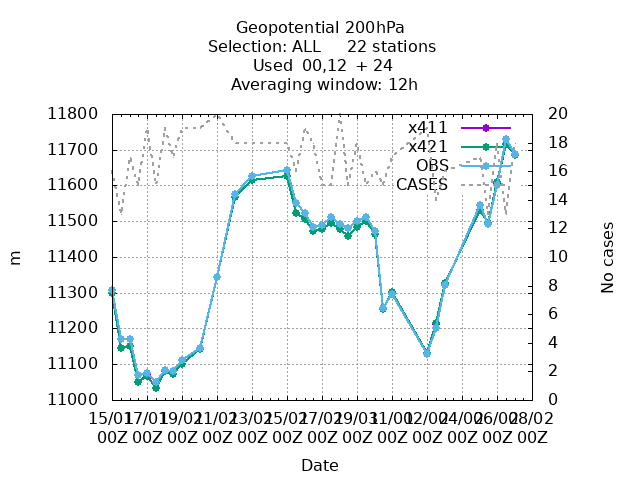 Geopotential 200hPa
Selection: ALL 22 stations
Used 00,12 + 24
Averaging window: 12h
11800
11700
11600
11500
11400
11300
11200
11100
11000
m
x411
x421
OBS
CASES
20
18
16
14
12
10
8
6
4
2
0
No cases
15/01 17/01 19/01 21/01 23/01 25/01 27/01 29/01 31/01 02/02 04/02 06/02 08/02
00Z 00Z 00Z 00Z 00Z 00Z 00Z 00Z 00Z 00Z 00Z 00Z 00Z
Date